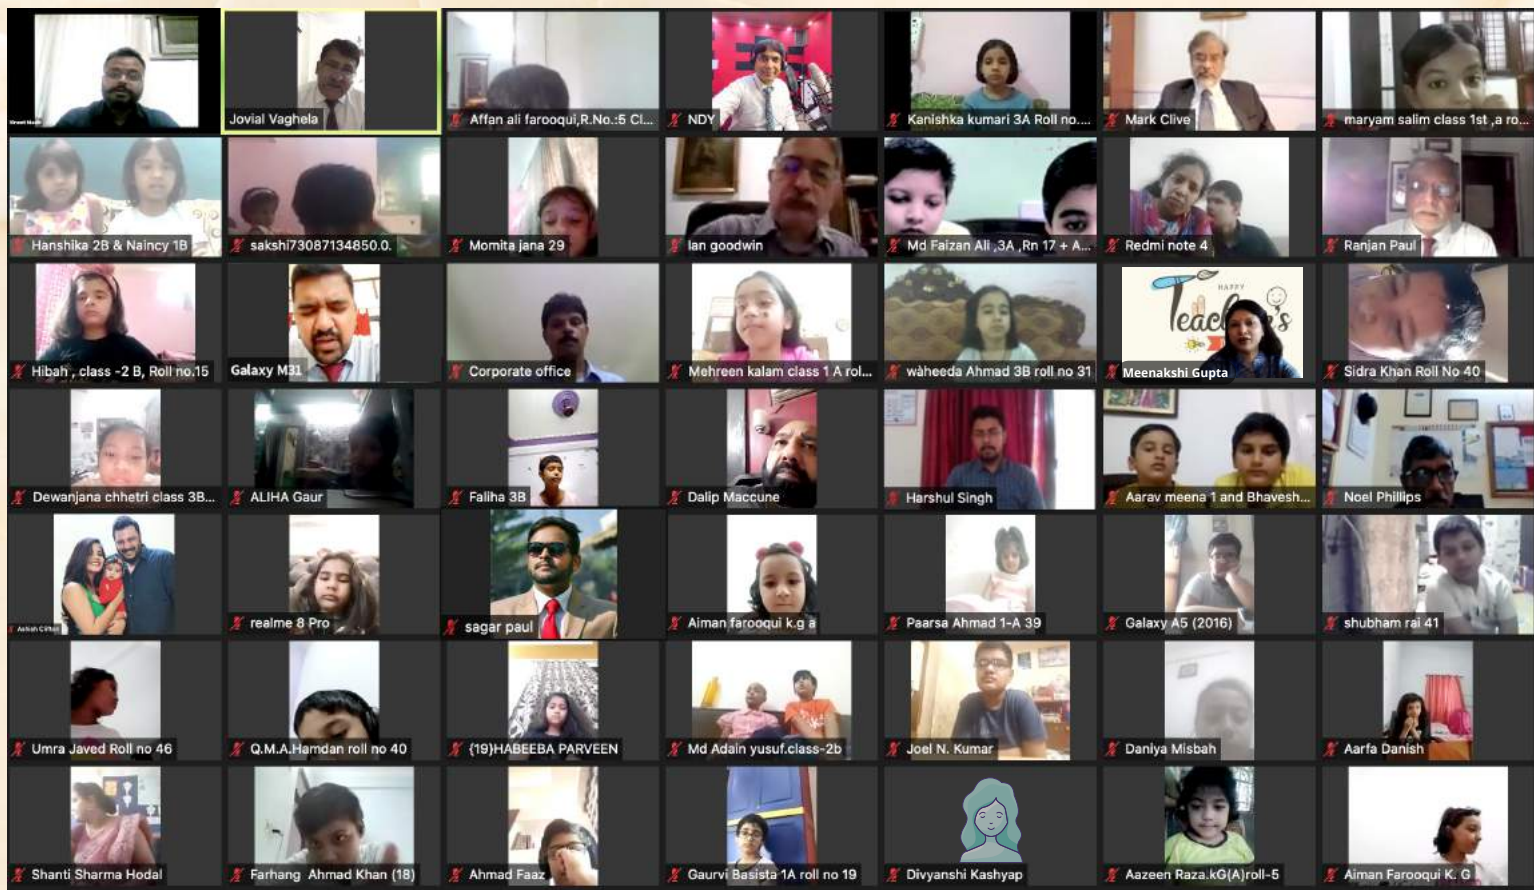 Jovial Vaghela
Affan ali farooqui,R.No.:5 Cl...
NDY
Kanishka kumari 3A Roll no....
Mark Clive
maryam salim class 1st ,a ro...
Hanshika 2B & Naincy 1B
sakshi73087134850.0.
Momita jana 29
Ian goodwin
Md Faizan Ali ,3A ,Rn 17 + A...
Redmi note 4
Ranjan Paul
Hibah , class -2 B, Roll no.15
Galaxy M31
Corporate office
Mehreen kalam class 1 A rol...
wàheeda Ahmad 3B roll no 31
HAPPY
Teacher's
Meenakshi Gupta
Sidra Khan Roll No 40
Dewanjana chhetri class 3B...
ALIHA Gaur
Faliha 3B
Dalip Maccune
Harshul Singh
Aarav meena 1 and Bhavesh...
Noel Phillips
realme 8 Pro
sagar paul
Aiman farooqui k.g a
Paarsa Ahmad 1-A 39
Galaxy A5 (2016)
shubham rai 41
Umra Javed Roll no 46
Q.M.A.Hamdan roll no 40
{19}HABEEBA PARVEEN
Md Adain yusuf.class-2b
Joel N. Kumar
Daniya Misbah
Aarfa Danish
Shanti Sharma Hodal
Farhang Ahmad Khan (18)
Ahmad Faaz
Gaurvi Basista 1A roll no 19
Divyanshi Kashyap
Aazeen Raza.kG(A)roll-5
Aiman Farooqui K. G